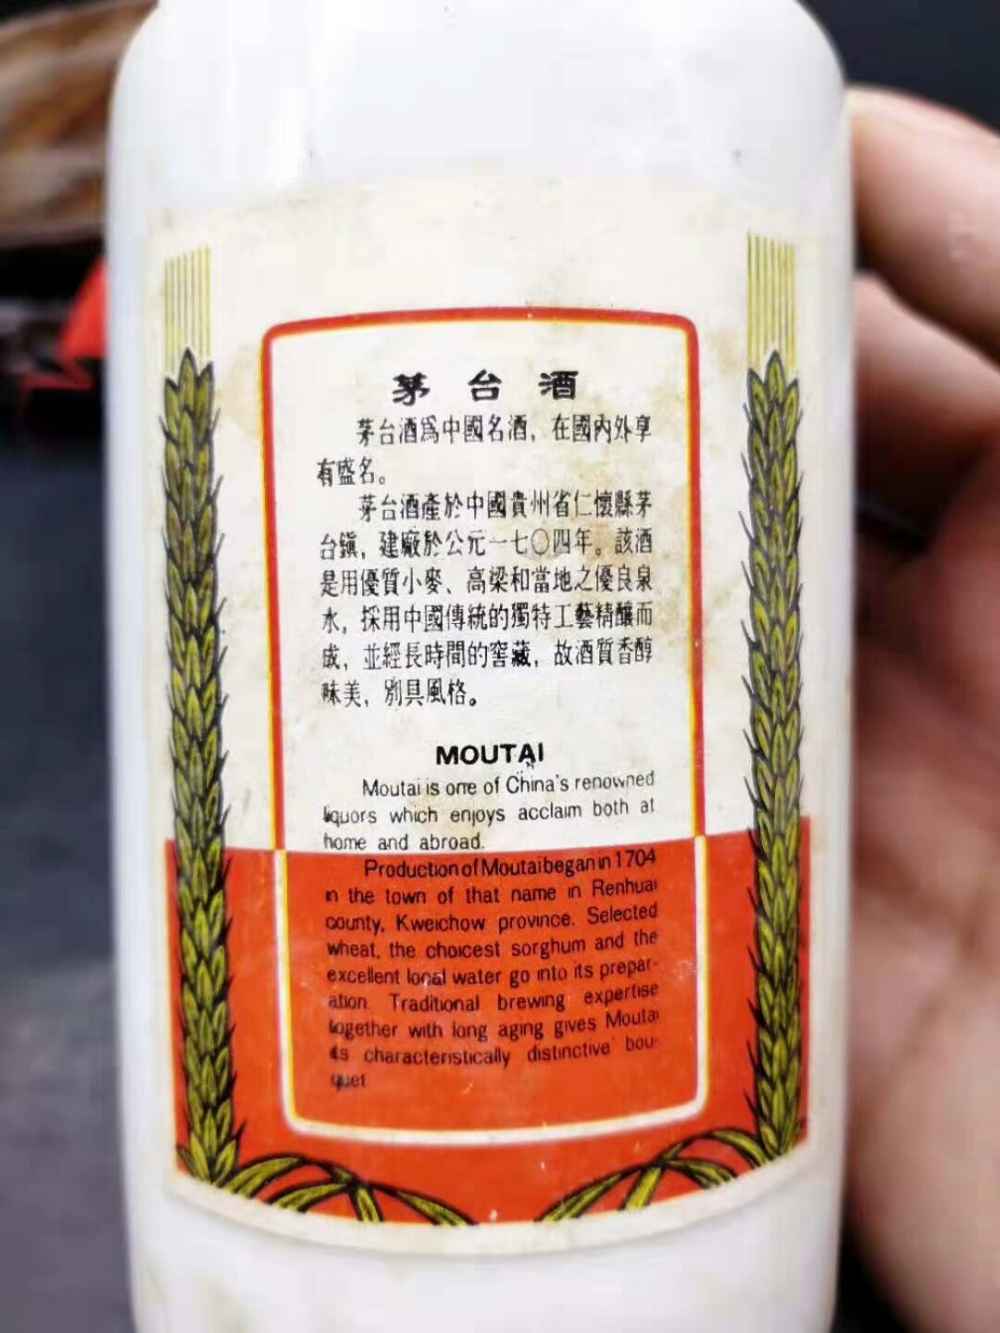 茅台酒
茅台酒爲中國名酒，在國內外享
有盛名。
茅台酒產於中國貴州省仁懷縣茅
台鎮，建廠於公元一七〇四年。該酒
是用優質小麥、高梁和當地之優良泉
水，採用中國傳統的獨特工藝精釀而
成，並經長時間的窖藏，故酒質香醇
味美，別具風格。
MOUTAI
Moutai is one of China's renowned
liquors which enjoys acclaim both at
home and abroad.
Production of Moutai began in 1704
in the town of that name in Renhuai
county, Kweichow province. Selected
wheat, the choicest sorghum and the
excellent local water go into its prepar-
ation. Traditional brewing expertise
together with long aging gives Moutai
its characteristically distinctive bou-
quet